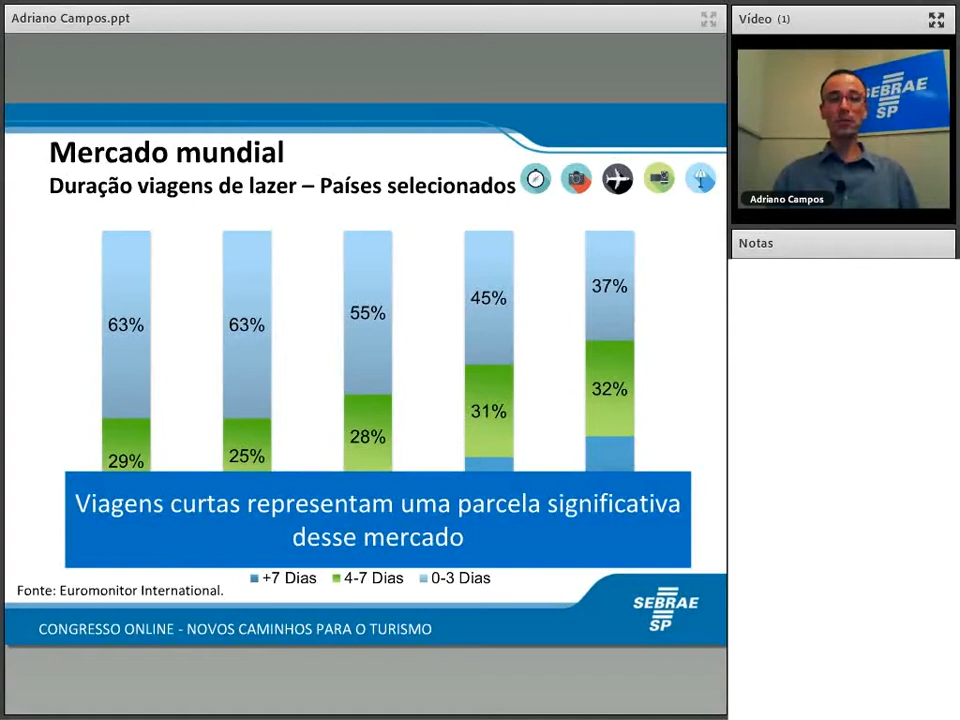 Adriano Campos.ppt
Vídeo (1)
SEBRAE
SP
Adriano Campos
Notas
Mercado mundial
Duração viagens de lazer – Países selecionados
63% 63% 55% 45% 37%
29% 25% 28% 31% 32%
Viagens curtas representam uma parcela significativa
desse mercado
+7 Dias 4-7 Dias 0-3 Dias
Fonte: Euromonitor International.
SEBRAE
SP
CONGRESSO ONLINE - NOVOS CAMINHOS PARA O TURISMO